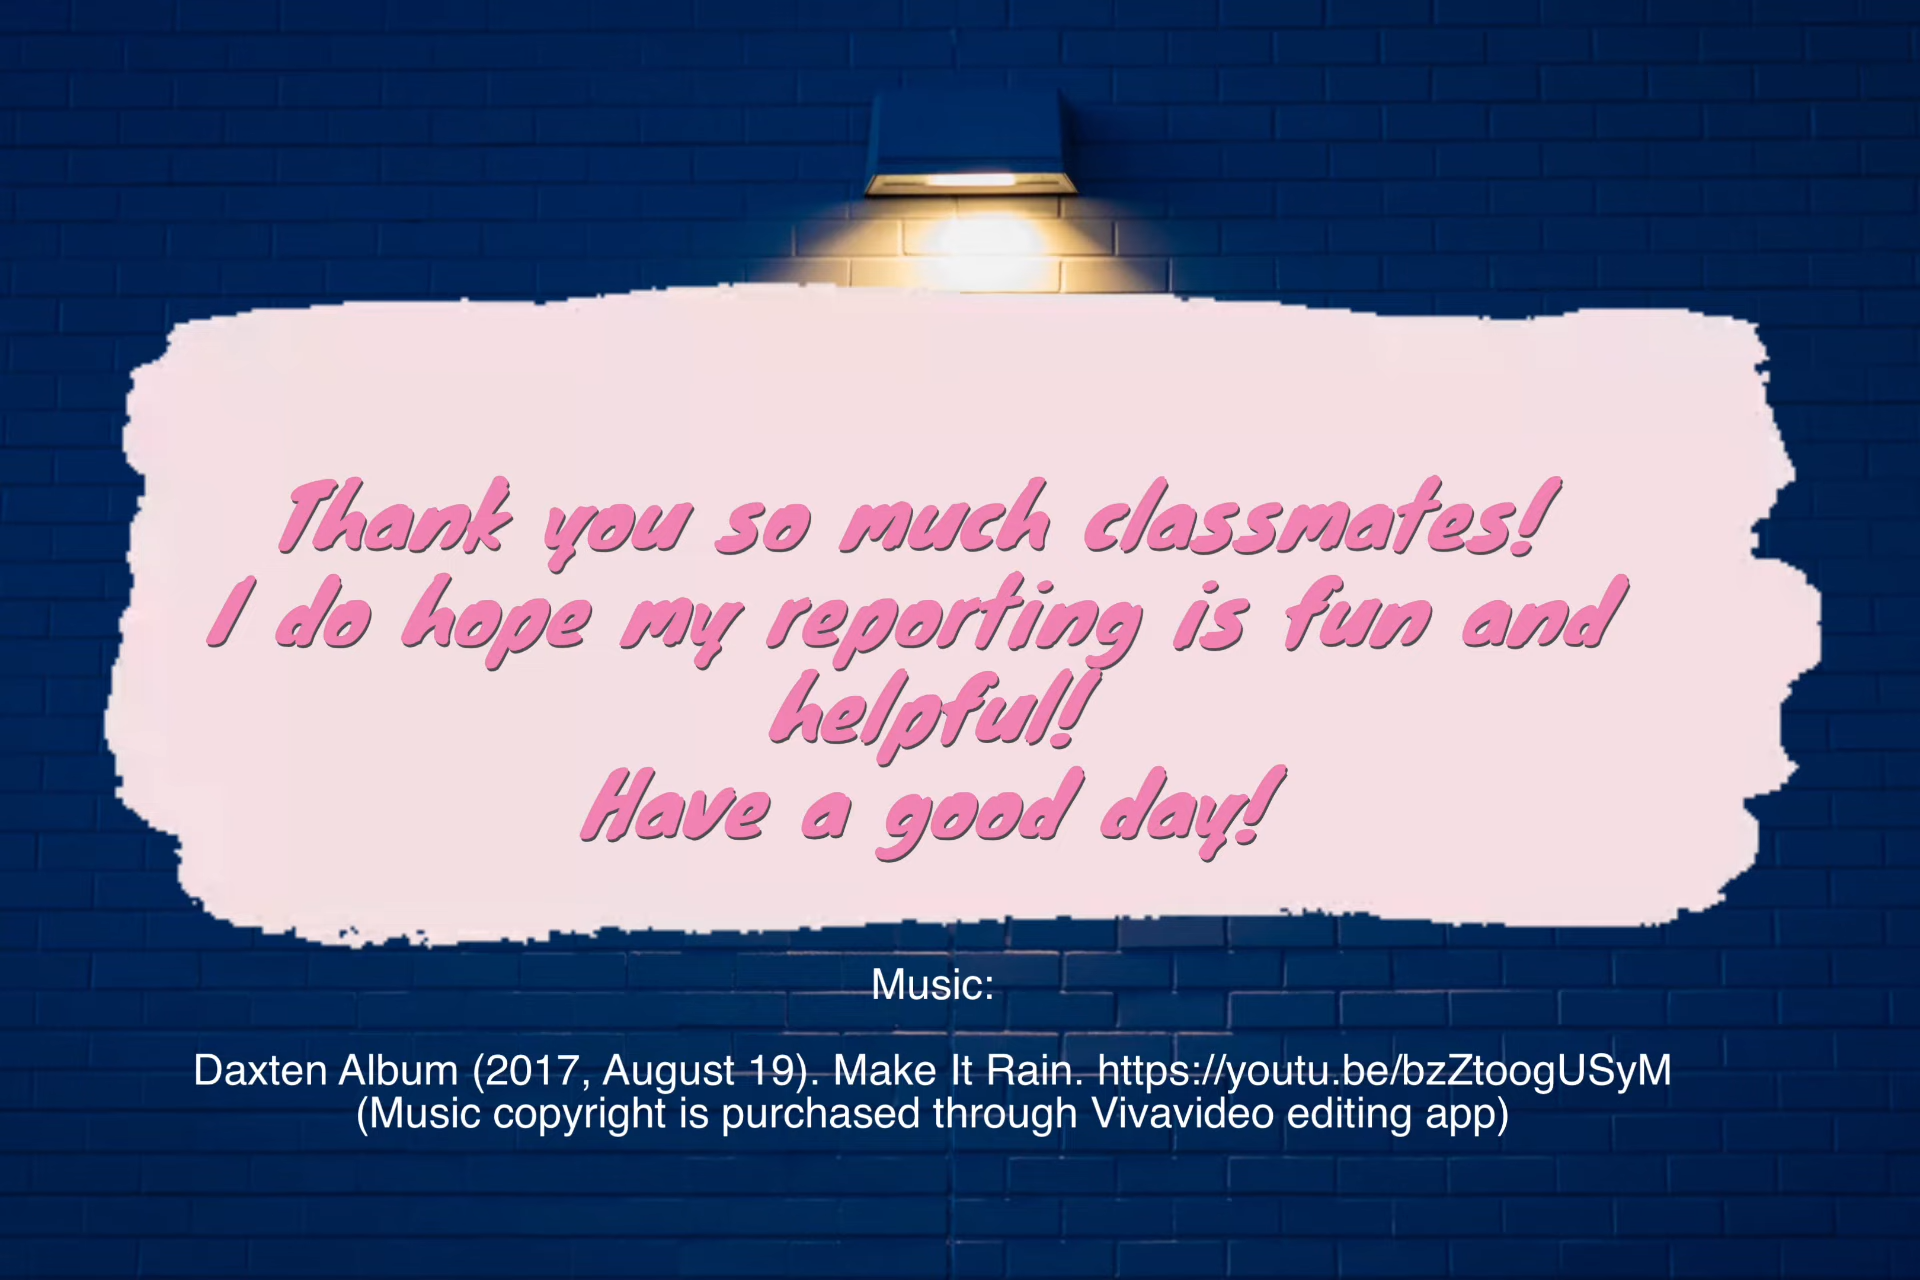 Thank you so much classmates!
I do hope my reporting is fun and
helpful!
Have a good day!
Music:
Daxten Album (2017, August 19). Make It Rain. https://youtu.be/bzZtoogUSyM
(Music copyright is purchased through Vivavideo editing app)